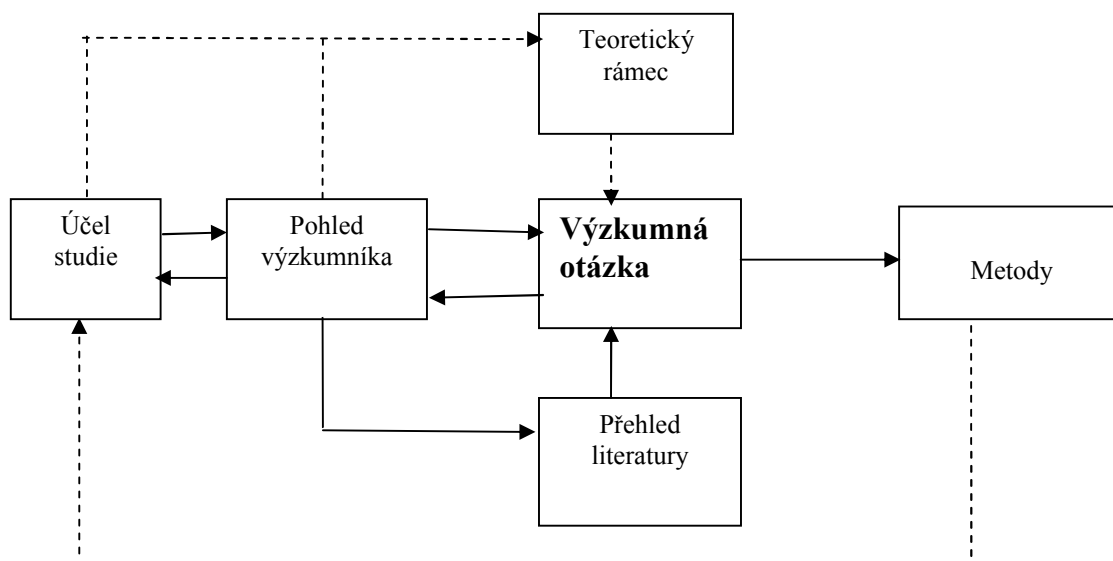 Teoretický
rámec
Účel
studie
Pohled
výzkumníka
Výzkumná
otázka
Metody
Přehled
literatury